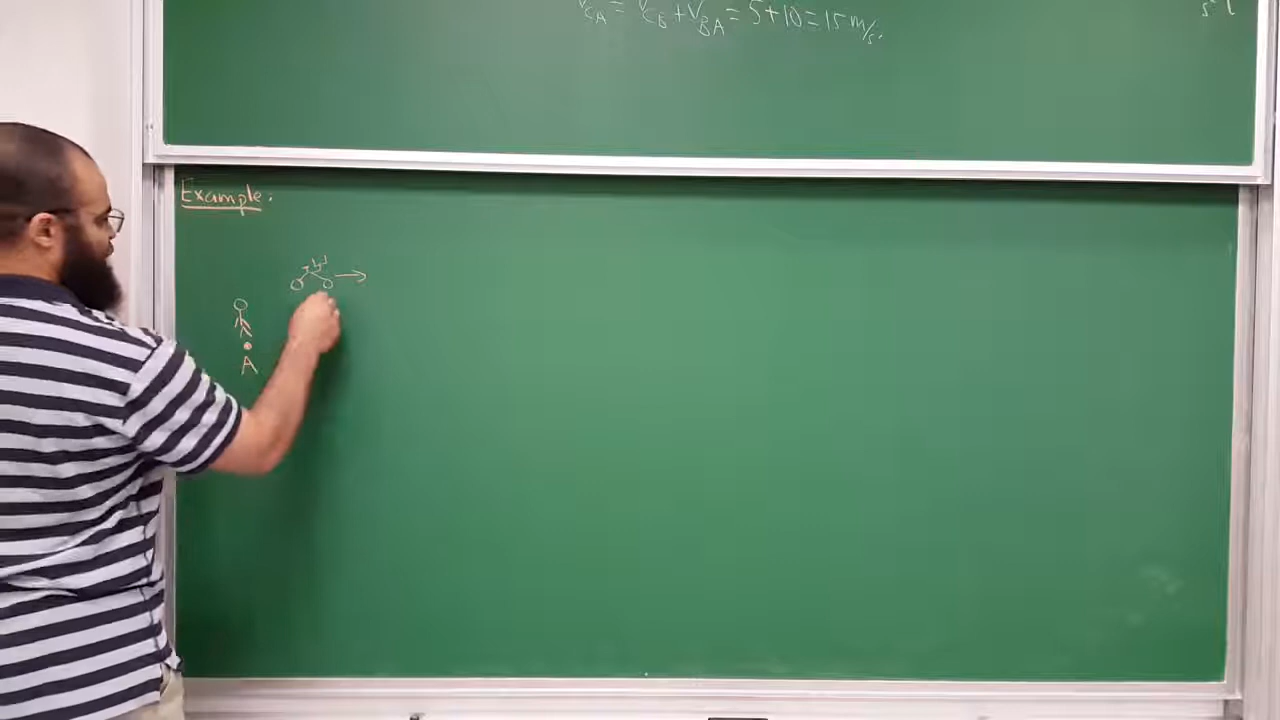 V_CA = V_CB + V_BA = 5 + 10 = 15 m/s.
Example:
A